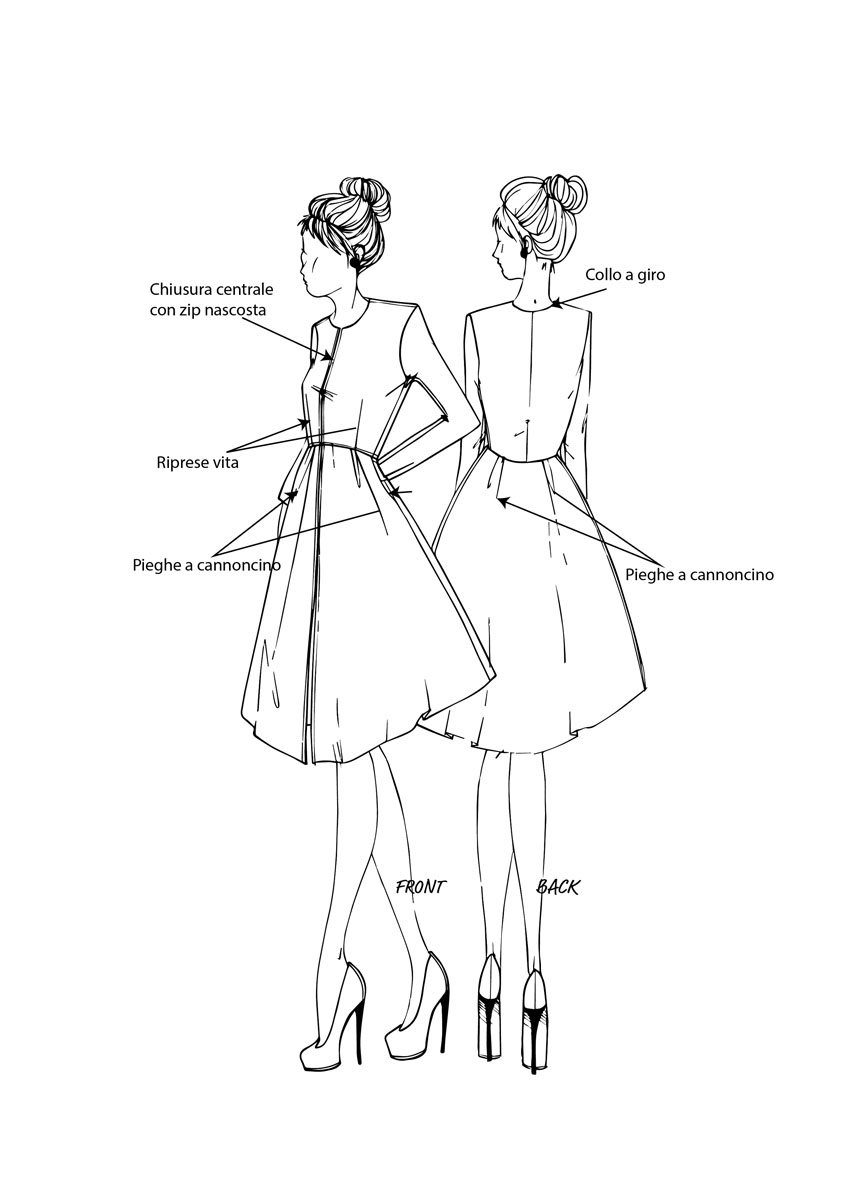 Chiusura centrale
con zip nascosta
Collo a giro
Riprese vita
Pieghe a cannoncino
Pieghe a cannoncino
FRONT
BACK